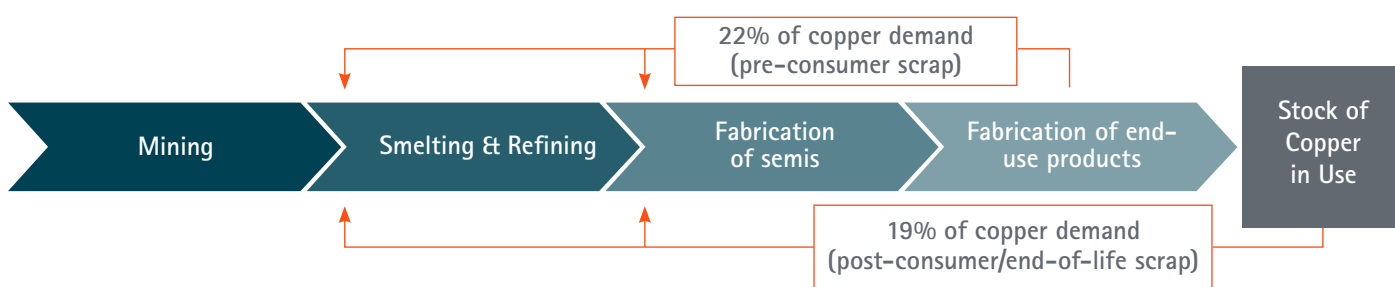 22% of copper demand
(pre-consumer scrap)
Mining
Smelting & Refining
Fabrication
of semis
Fabrication of end-
use products
Stock of
Copper
in Use
19% of copper demand
(post-consumer/end-of-life scrap)